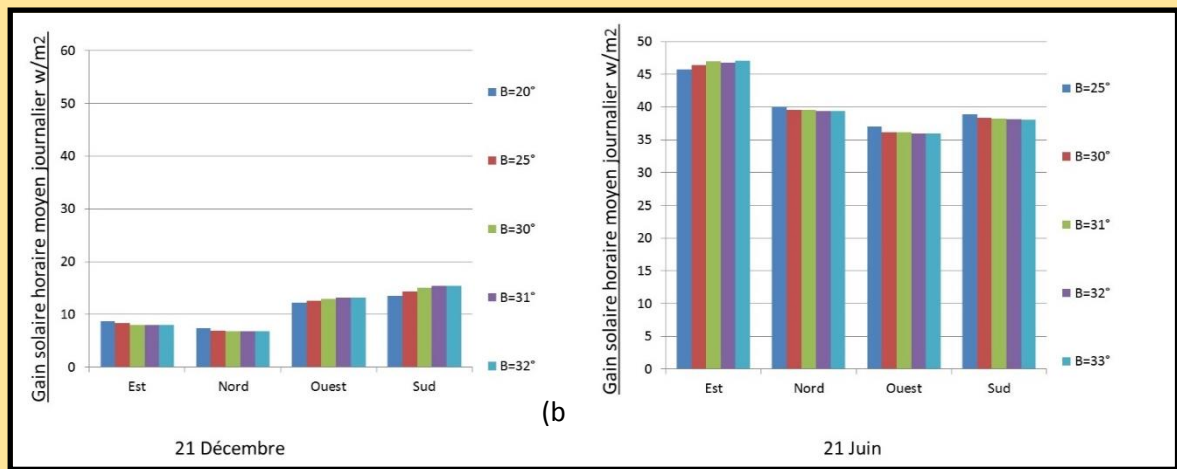 Gain solaire horaire moyen journalier w/m2
60
50
40
30
20
10
0
Est Nord Ouest Sud
B=20°
B=25°
B=30°
B=31°
B=32°
21 Décembre
(b
Gain solaire horaire moyen journalier w/m2
50
45
40
35
30
25
20
15
10
5
0
Est Nord Ouest Sud
B=25°
B=30°
B=31°
B=32°
B=33°
21 Juin